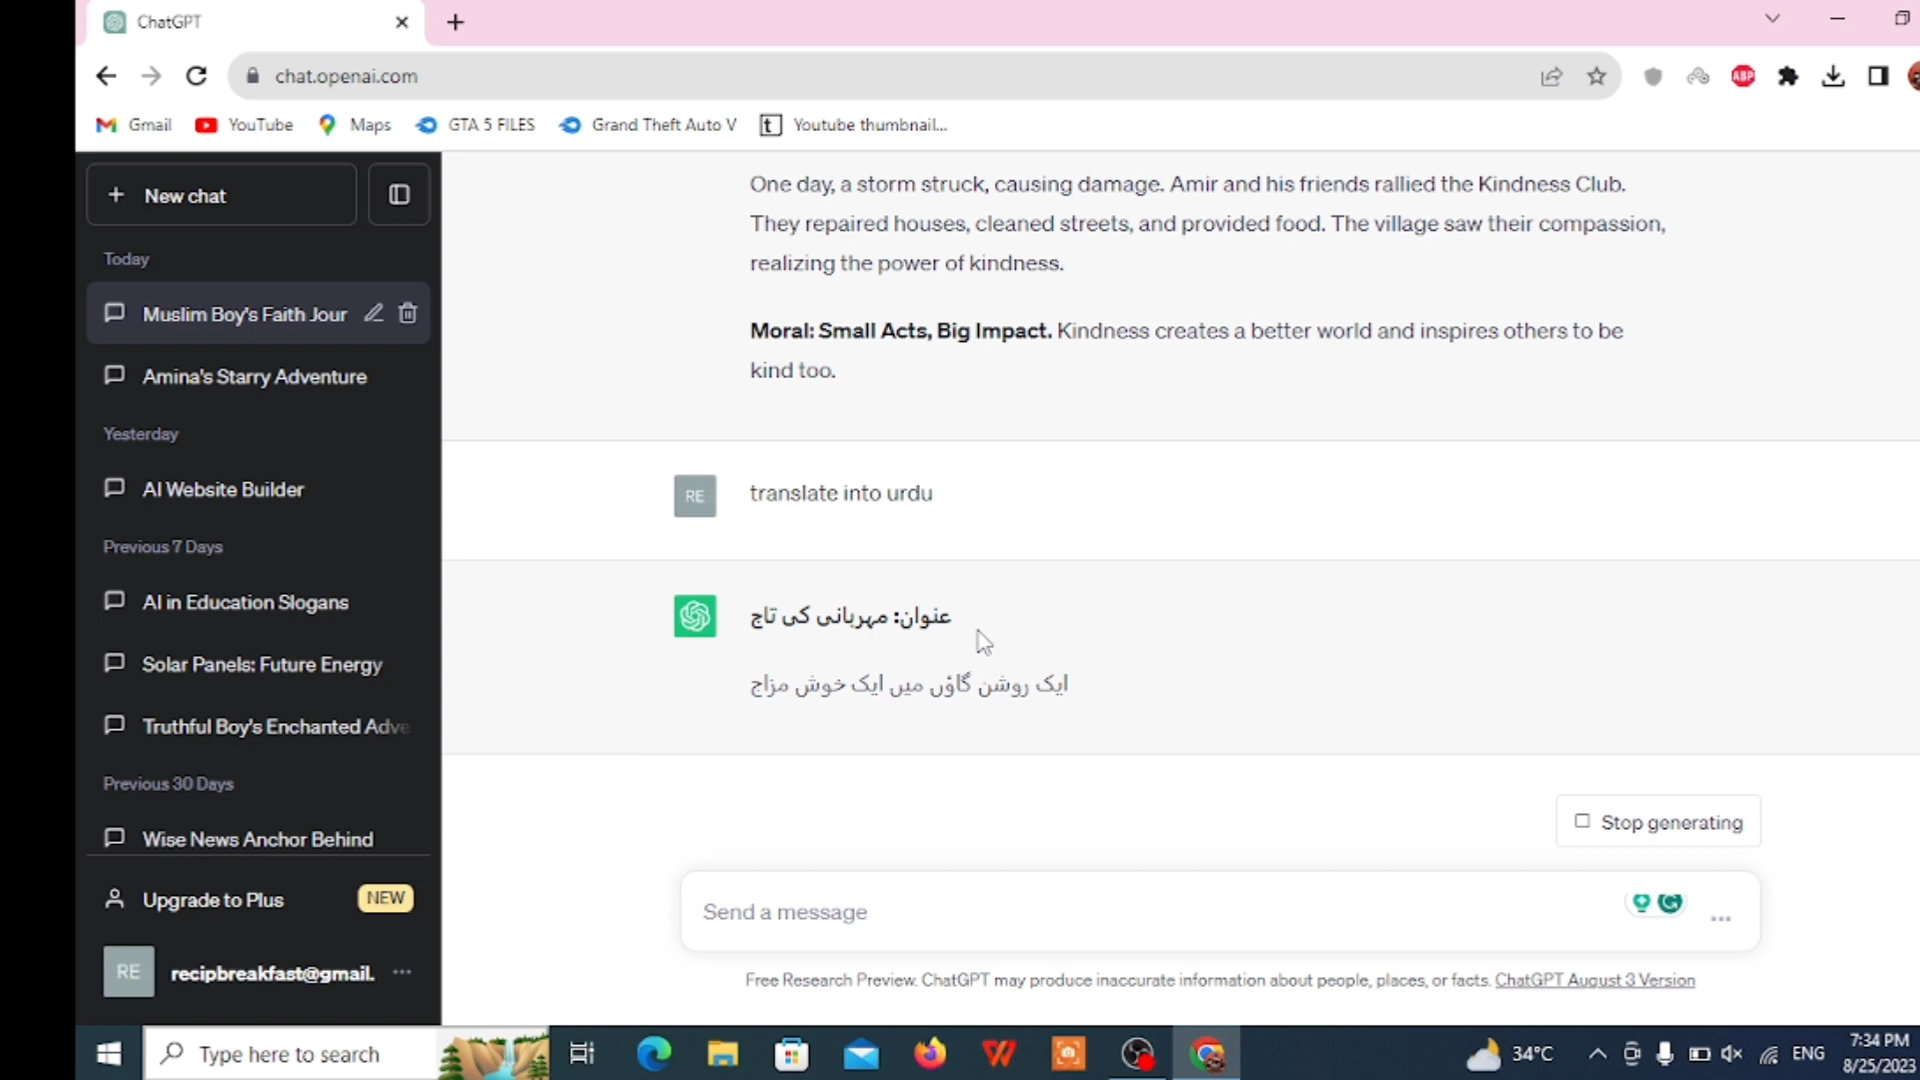 ChatGPT
chat.openai.com
ABP
Gmail YouTube Maps GTA 5 FILES Grand Theft Auto V t Youtube thumbnail...
New chat
Today
Muslim Boy's Faith Jour
Amina's Starry Adventure
Yesterday
AI Website Builder
Previous 7 Days
AI in Education Slogans
Solar Panels: Future Energy
Truthful Boy's Enchanted Adve
Previous 30 Days
Wise News Anchor Behind
Upgrade to Plus NEW
RE recipbreakfast@gmail.
One day, a storm struck, causing damage. Amir and his friends rallied the Kindness Club.
They repaired houses, cleaned streets, and provided food. The village saw their compassion,
realizing the power of kindness.
Moral: Small Acts, Big Impact. Kindness creates a better world and inspires others to be
kind too.
RE translate into urdu
عنوان: مہربانی کی تاج
ایک روشن گاؤں میں ایک خوش مزاج
Stop generating
Send a message
Free Research Preview. ChatGPT may produce inaccurate information about people, places, or facts. ChatGPT August 3 Version
Type here to search
34°C
ENG
7:34 PM
8/25/2023